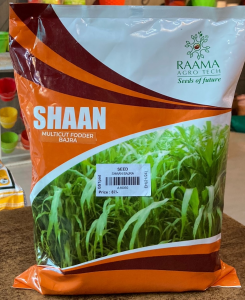 RAAMA
AGRO TECH
Seeds of future
SHAAN
MULTICUT FODDER
BAJRA
SEED